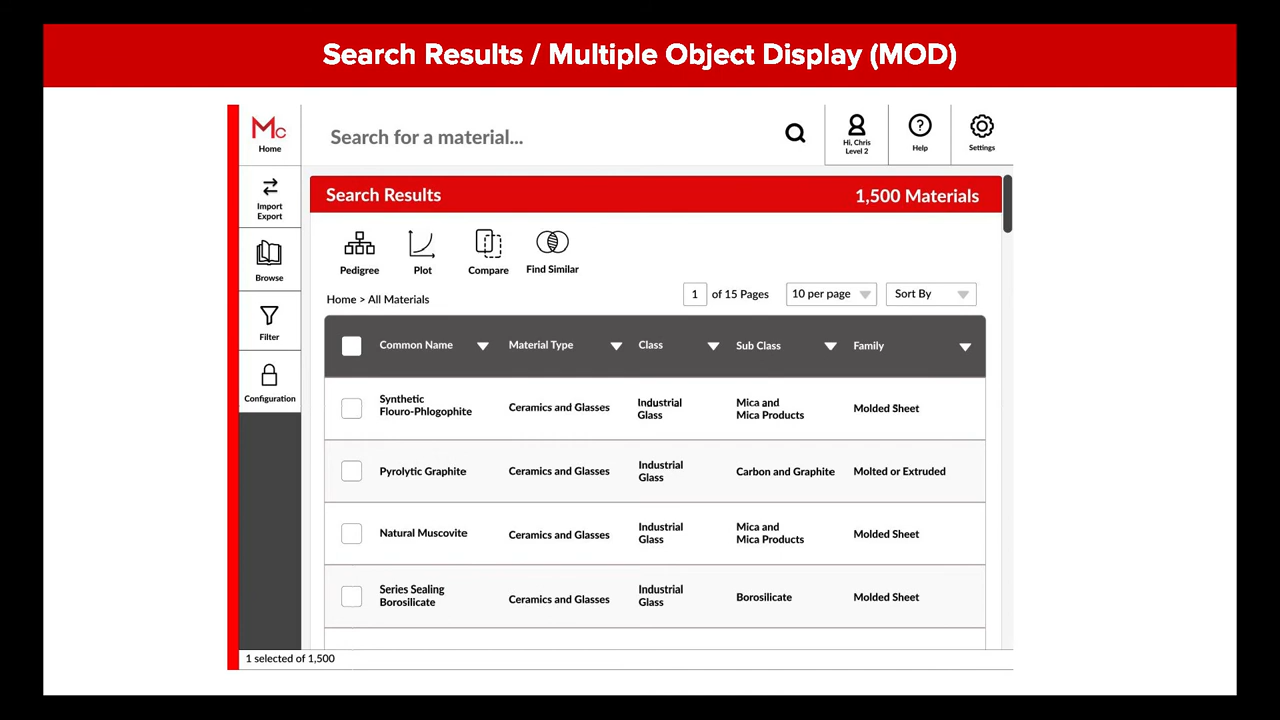 Search Results / Multiple Object Display (MOD)
Mc
Home
Search for a material...
Hi, Chris
Level 2
Help
Settings
Import
Export
Browse
Filter
Configuration
Search Results
1,500 Materials
Pedigree
Plot
Compare
Find Similar
Home > All Materials
1 of 15 Pages
10 per page
Sort By
Common Name
Material Type
Class
Sub Class
Family
Synthetic
Flouro-Phlogophite
Ceramics and Glasses
Industrial
Glass
Mica and
Mica Products
Molded Sheet
Pyrolytic Graphite
Ceramics and Glasses
Industrial
Glass
Carbon and Graphite
Molted or Extruded
Natural Muscovite
Ceramics and Glasses
Industrial
Glass
Mica and
Mica Products
Molded Sheet
Series Sealing
Borosilicate
Ceramics and Glasses
Industrial
Glass
Borosilicate
Molded Sheet
1 selected of 1,500